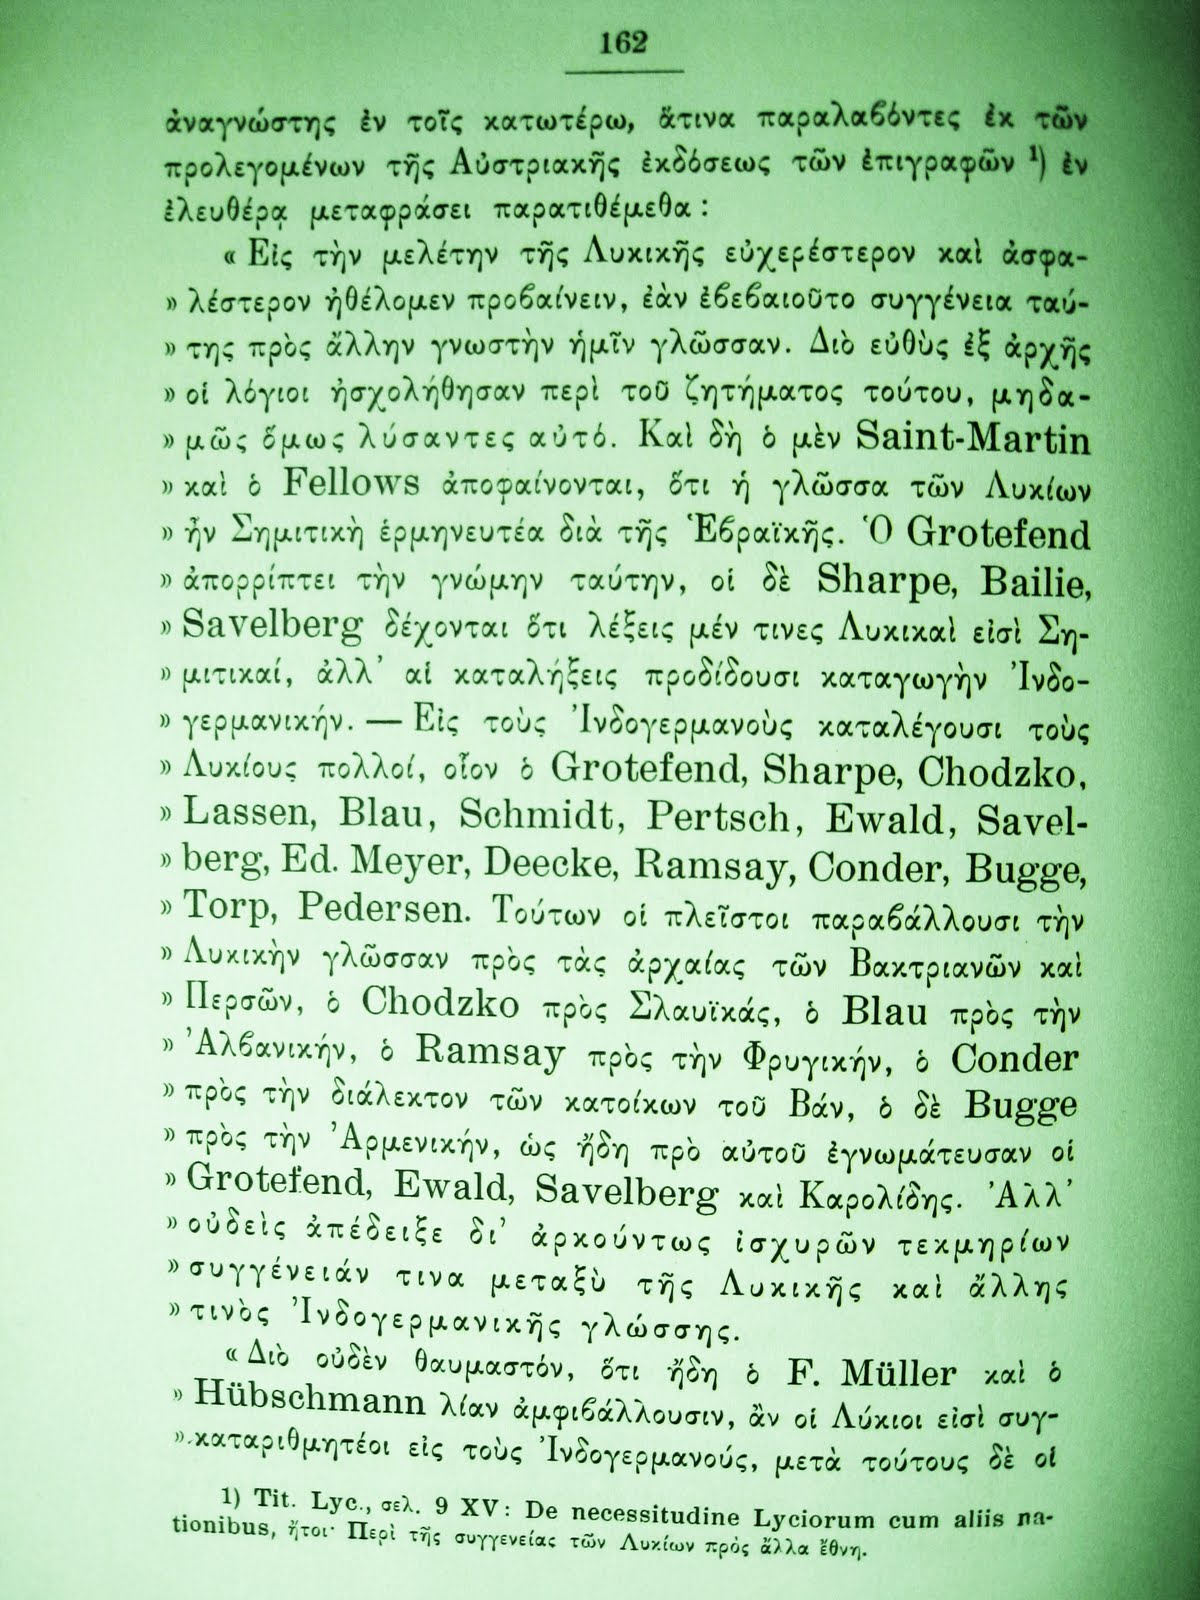 162
ἀναγνώστης ἐν τοῖς κατωτέρω, ἅτινα παραλαβόντες ἐκ τῶν
προλεγομένων τῆς Αὐστριακῆς ἐκδόσεως τῶν ἐπιγραφῶν ¹) ἐν
ἐλευθέρᾳ μεταφράσει παρατιθέμεθα :
« Εἰς τὴν μελέτην τῆς Λυκικῆς εὐχερέστερον καὶ ἀσφα-
» λέστερον ἠθέλομεν προβαίνειν, ἐὰν ἐβεβαιοῦτο συγγένεια ταύ-
» της πρὸς ἄλλην γνωστὴν ἡμῖν γλῶσσαν. Διὸ εὐθὺς ἐξ ἀρχῆς
» οἱ λόγιοι ἠσχολήθησαν περὶ τοῦ ζητήματος τούτου, μηδα-
» μῶς ὅμως λύσαντες αὐτό. Καὶ δὴ ὁ μὲν Saint-Martin
» καὶ ὁ Fellows ἀποφαίνονται, ὅτι ἡ γλῶσσα τῶν Λυκίων
» ἦν Σημιτικὴ ἑρμηνευτέα διὰ τῆς Ἑβραϊκῆς. Ὁ Grotefend
» ἀπορρίπτει τὴν γνώμην ταύτην, οἱ δὲ Sharpe, Bailie,
» Savelberg δέχονται ὅτι λέξεις μέν τινες Λυκικαὶ εἰσὶ Ση-
» μιτικαί, ἀλλ' αἱ καταλήξεις προδίδουσι καταγωγὴν Ἰνδο-
» γερμανικήν. — Εἰς τοὺς Ἰνδογερμανοὺς καταλέγουσι τοὺς
» Λυκίους πολλοί, οἷον ὁ Grotefend, Sharpe, Chodzko,
» Lassen, Blau, Schmidt, Pertsch, Ewald, Savel-
» berg, Ed. Meyer, Deecke, Ramsay, Conder, Bugge,
» Torp, Pedersen. Τούτων οἱ πλεῖστοι παραβάλλουσι τὴν
» Λυκικὴν γλῶσσαν πρὸς τὰς ἀρχαίας τῶν Βακτριανῶν καὶ
» Περσῶν, ὁ Chodzko πρὸς Σλαυϊκάς, ὁ Blau πρὸς τὴν
» Ἀλβανικήν, ὁ Ramsay πρὸς τὴν Φρυγικήν, ὁ Conder
» πρὸς τὴν διάλεκτον τῶν κατοίκων τοῦ Βάν, ὁ δὲ Bugge
» πρὸς τὴν Ἀρμενικήν, ὡς ἤδη πρὸ αὐτοῦ ἐγνωμάτευσαν οἱ
» Grotefend, Ewald, Savelberg καὶ Καρολίδης. Ἀλλ'
» οὐδεὶς ἀπέδειξε δι' ἀρκούντως ἰσχυρῶν τεκμηρίων
» συγγένειάν τινα μεταξὺ τῆς Λυκικῆς καὶ ἄλλης
» τινὸς Ἰνδογερμανικῆς γλώσσης.
« Διὸ οὐδὲν θαυμαστόν, ὅτι ἤδη ὁ F. Müller καὶ ὁ
» Hübschmann λίαν ἀμφιβάλλουσιν, ἂν οἱ Λύκιοι εἰσὶ συγ-
» καταριθμητέοι εἰς τοὺς Ἰνδογερμανούς, μετὰ τούτους δὲ οἱ
1) Tit. Lyc., σελ. 9 XV: De necessitudine Lyciorum cum aliis na-
tionibus, ἤτοι· Περὶ τῆς συγγενείας τῶν Λυκίων πρὸς ἄλλα ἔθνη.